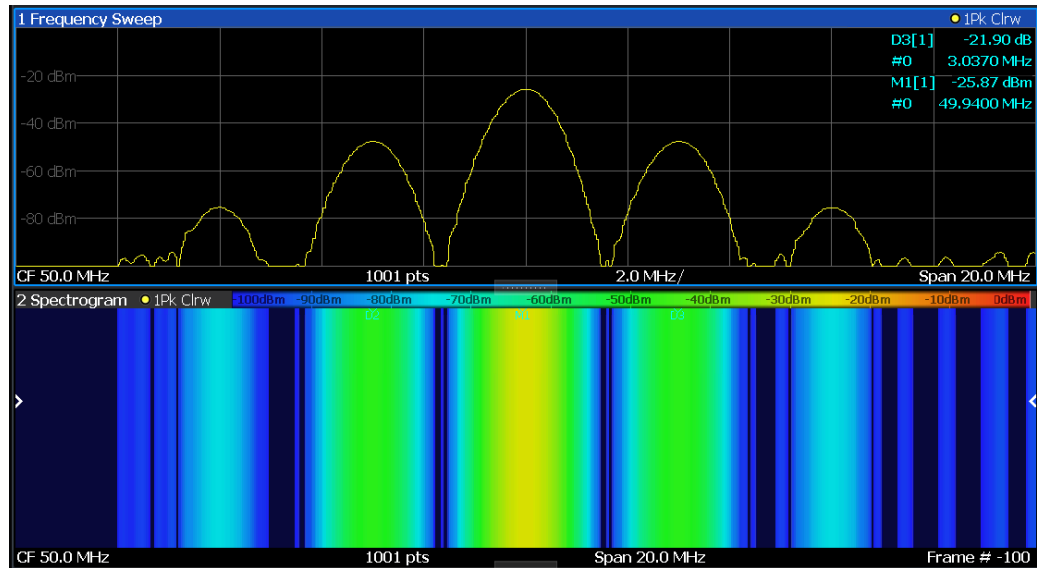 1 Frequency Sweep 1Pk Clrw
D3[1] -21.90 dB
#0 3.0370 MHz
M1[1] -25.87 dBm
#0 49.9400 MHz
-20 dBm
-40 dBm
-60 dBm
-80 dBm
CF 50.0 MHz 1001 pts 2.0 MHz/ Span 20.0 MHz
2 Spectrogram 1Pk Clrw -100dBm -90dBm -80dBm -70dBm -60dBm -50dBm -40dBm -30dBm -20dBm -10dBm 0dBm
D2 M1 D3
CF 50.0 MHz 1001 pts Span 20.0 MHz Frame # -100